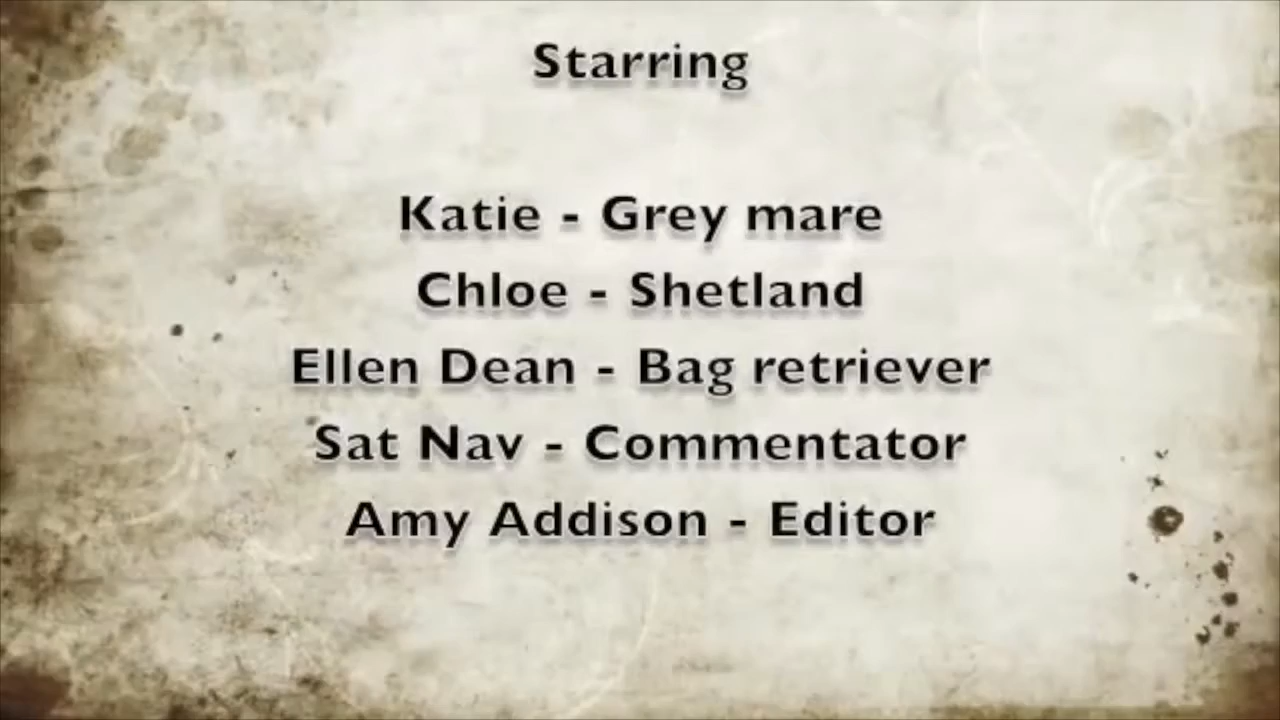 Starring
Katie - Grey mare
Chloe - Shetland
Ellen Dean - Bag retriever
Sat Nav - Commentator
Amy Addison - Editor